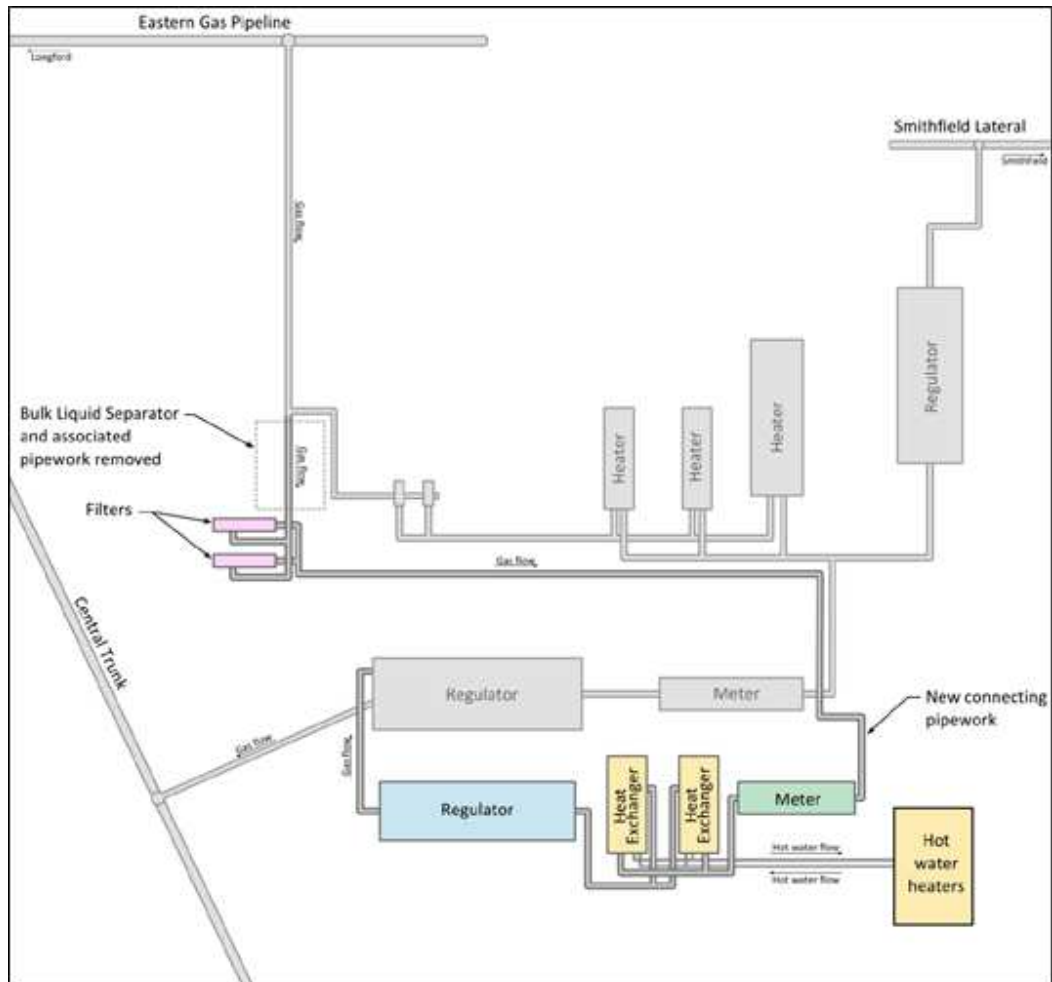 Eastern Gas Pipeline
Longford
Smithfield Lateral
Smithfield
Gas flow
Regulator
Heater
Bulk Liquid Separator
and associated
pipework removed
Gas flow
Heater
Heater
Filters
Gas flow
Central Trunk
Regulator
Meter
New connecting
pipework
Gas flow
Gas flow
Heat
Exchanger
Heat
Exchanger
Regulator
Meter
Hot water flow
Hot
water
heaters
Hot water flow